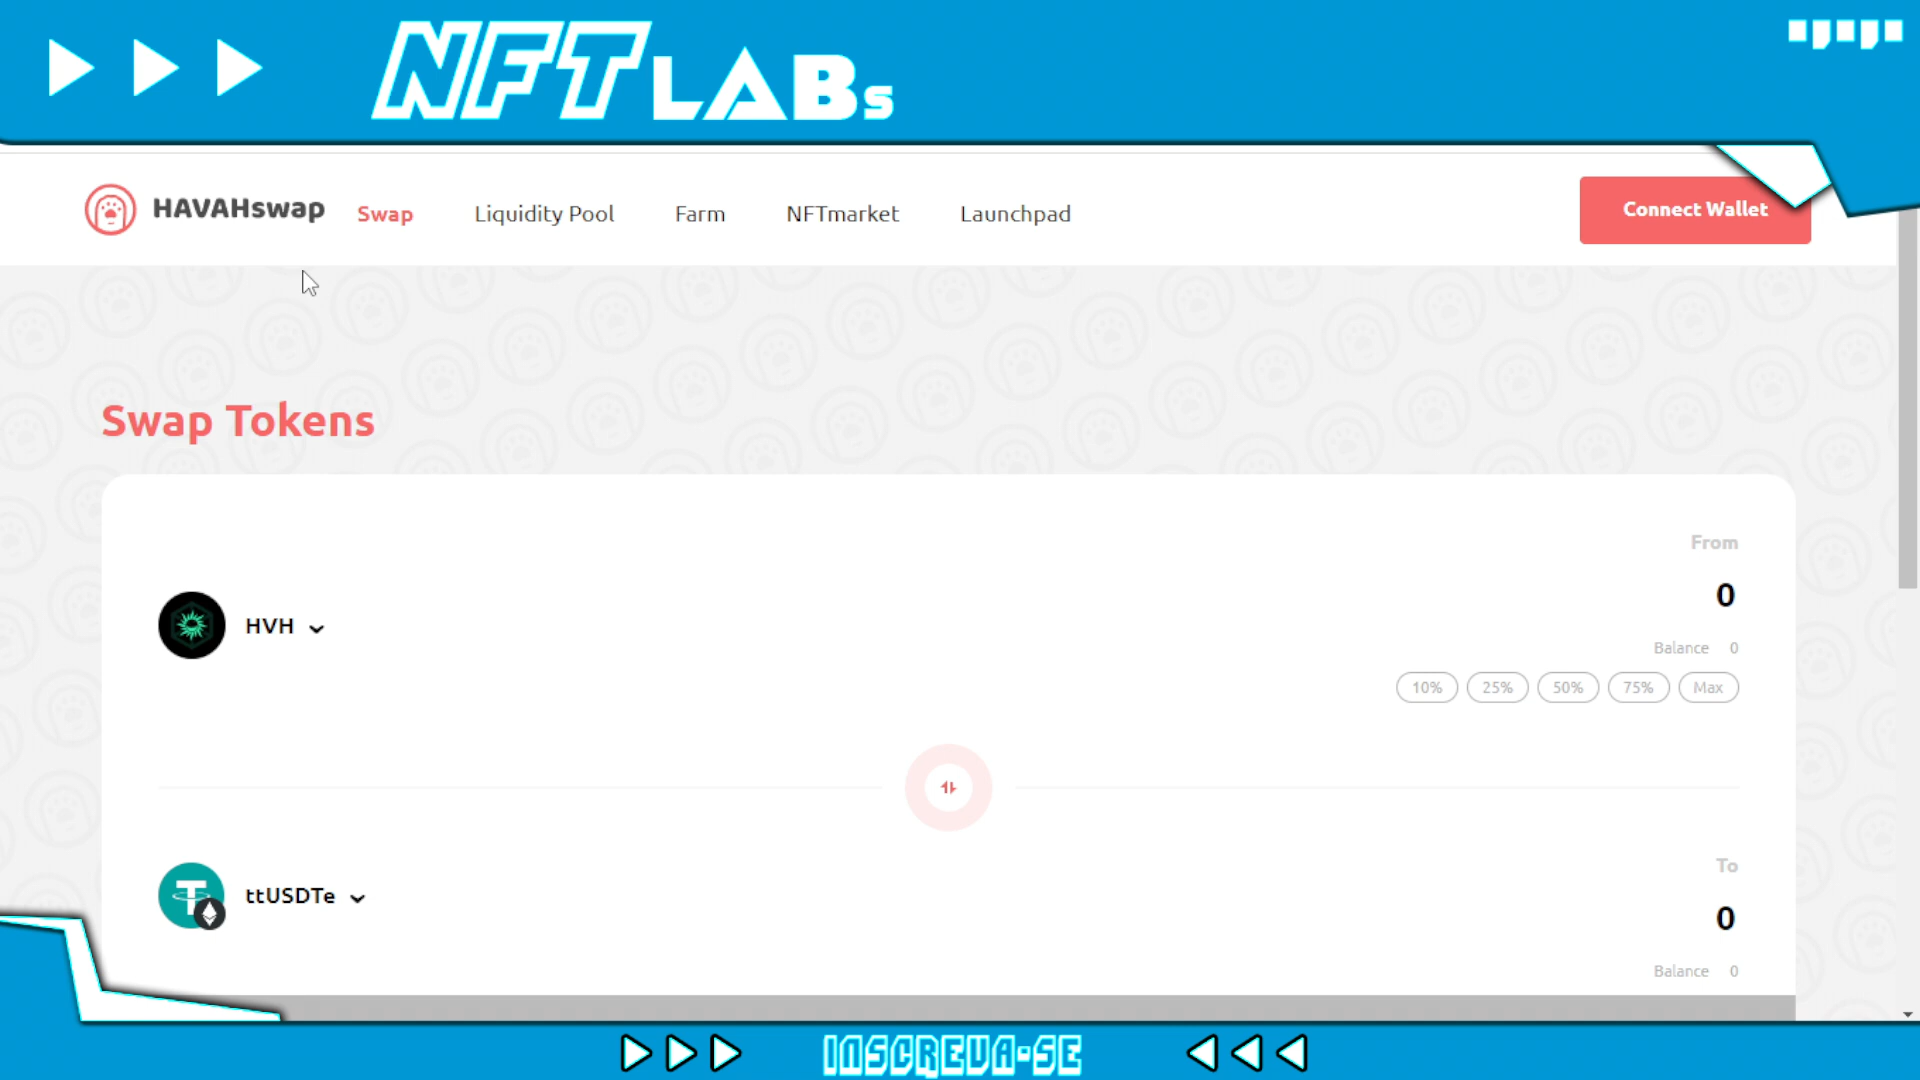 NFT LABs
HAVAHswap Swap Liquidity Pool Farm NFTmarket Launchpad Connect Wallet
Swap Tokens
From
0
HVH
Balance 0
10% 25% 50% 75% Max
To
ttUSDTe
0
Balance 0
INSCREVA-SE